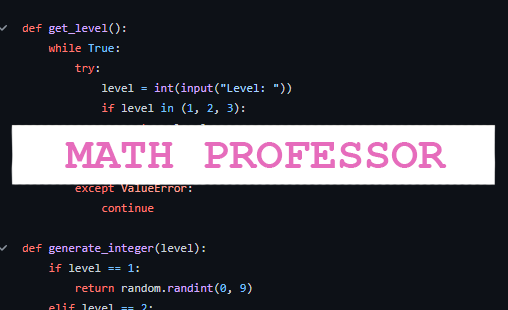 def get_level():
while True:
try:
level = int(input("Level: "))
if level in (1, 2, 3):
MATH PROFESSOR
except ValueError:
continue
def generate_integer(level):
if level == 1:
return random.randint(0, 9)
elif level == 2: